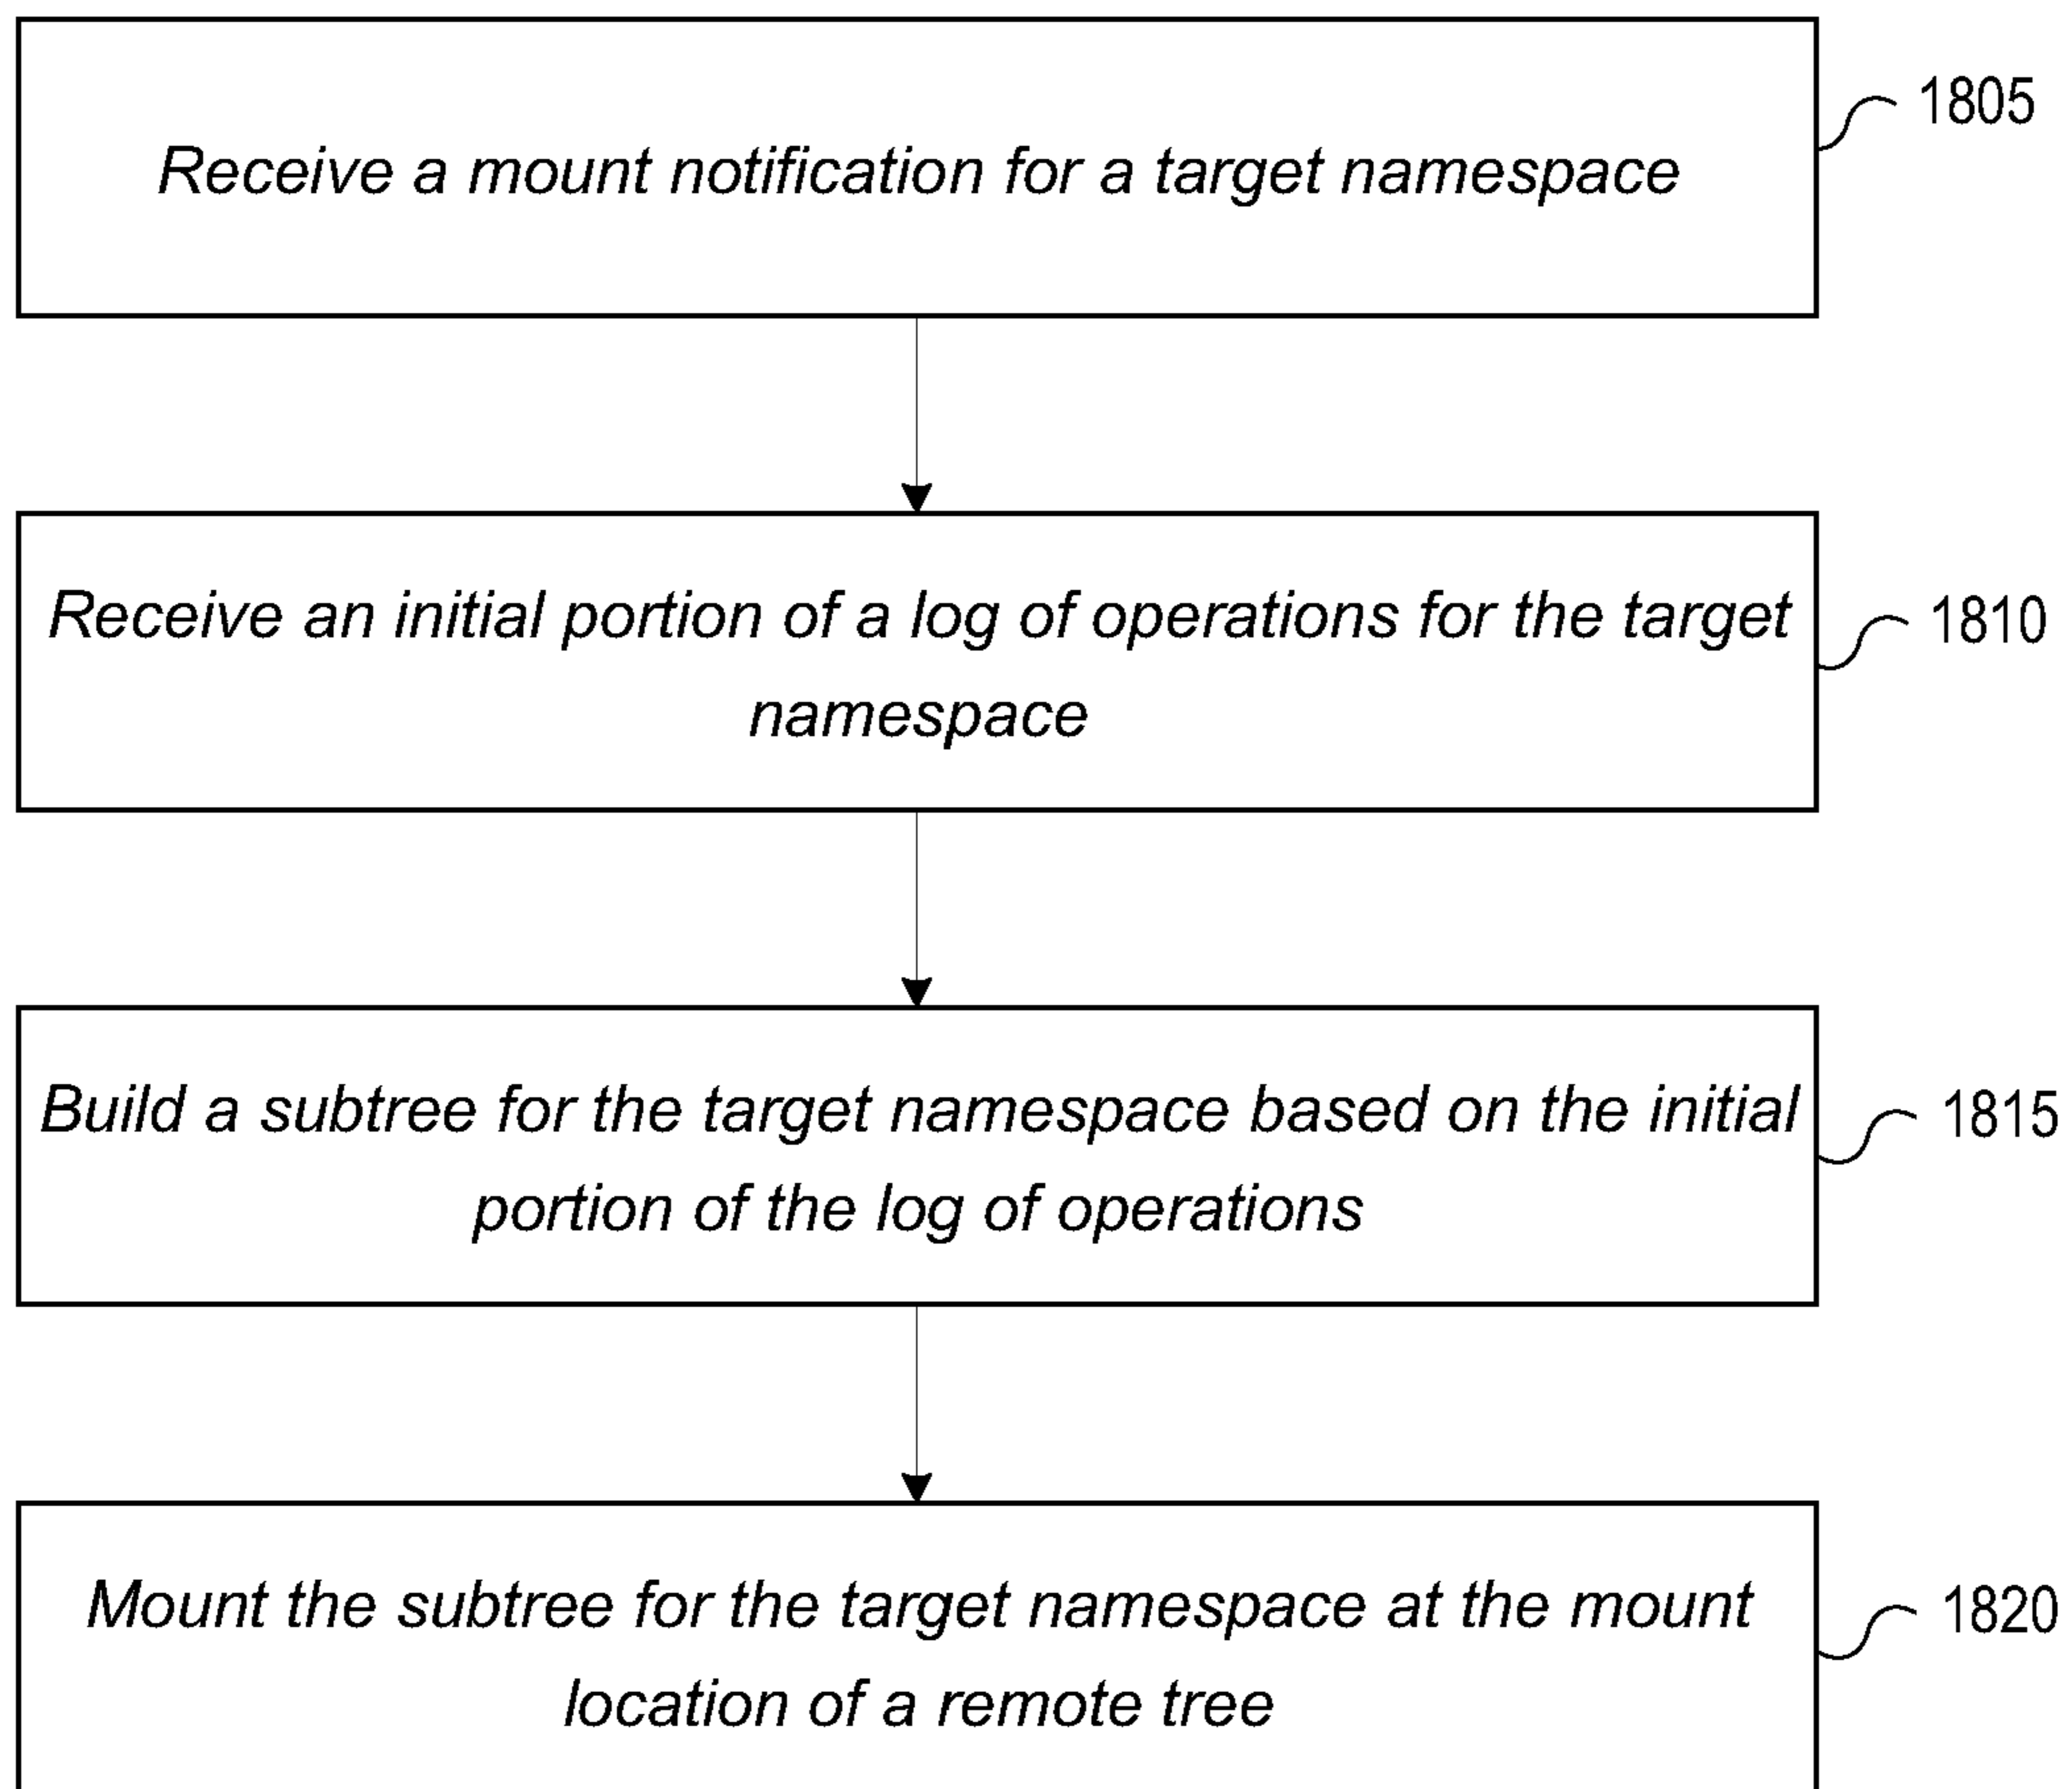 Receive a mount notification for a target namespace
1805
Receive an initial portion of a log of operations for the target
namespace
1810
Build a subtree for the target namespace based on the initial
portion of the log of operations
1815
Mount the subtree for the target namespace at the mount
location of a remote tree
1820